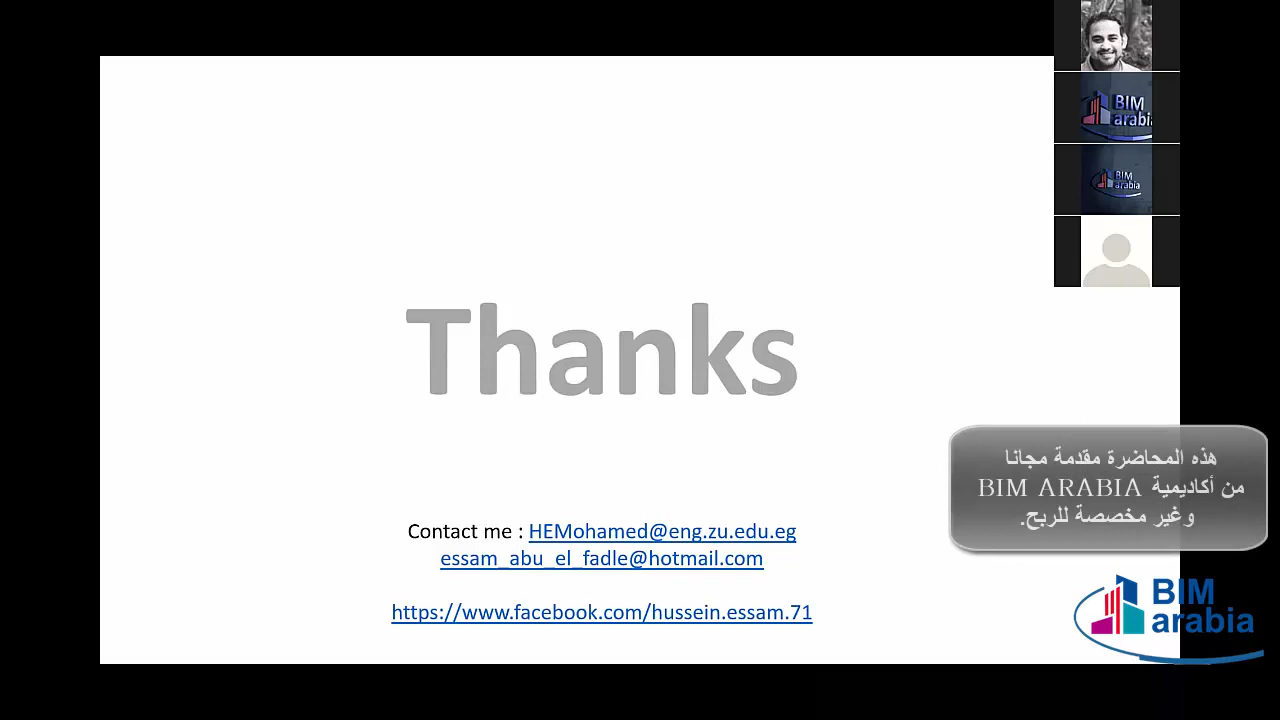 BIM
arabia
BIM
arabia
Thanks
هذه المحاضرة مقدمة مجانا
من أكاديمية BIM ARABIA
وغير مخصصة للربح.
Contact me : HEMohamed@eng.zu.edu.eg
essam_abu_el_fadle@hotmail.com
https://www.facebook.com/hussein.essam.71
BIM
arabia